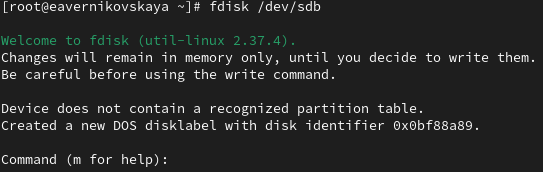 [root@eavernikovskaya ~]# fdisk /dev/sdb
Welcome to fdisk (util-linux 2.37.4).
Changes will remain in memory only, until you decide to write them.
Be careful before using the write command.
Device does not contain a recognized partition table.
Created a new DOS disklabel with disk identifier 0x0bf88a89.
Command (m for help):